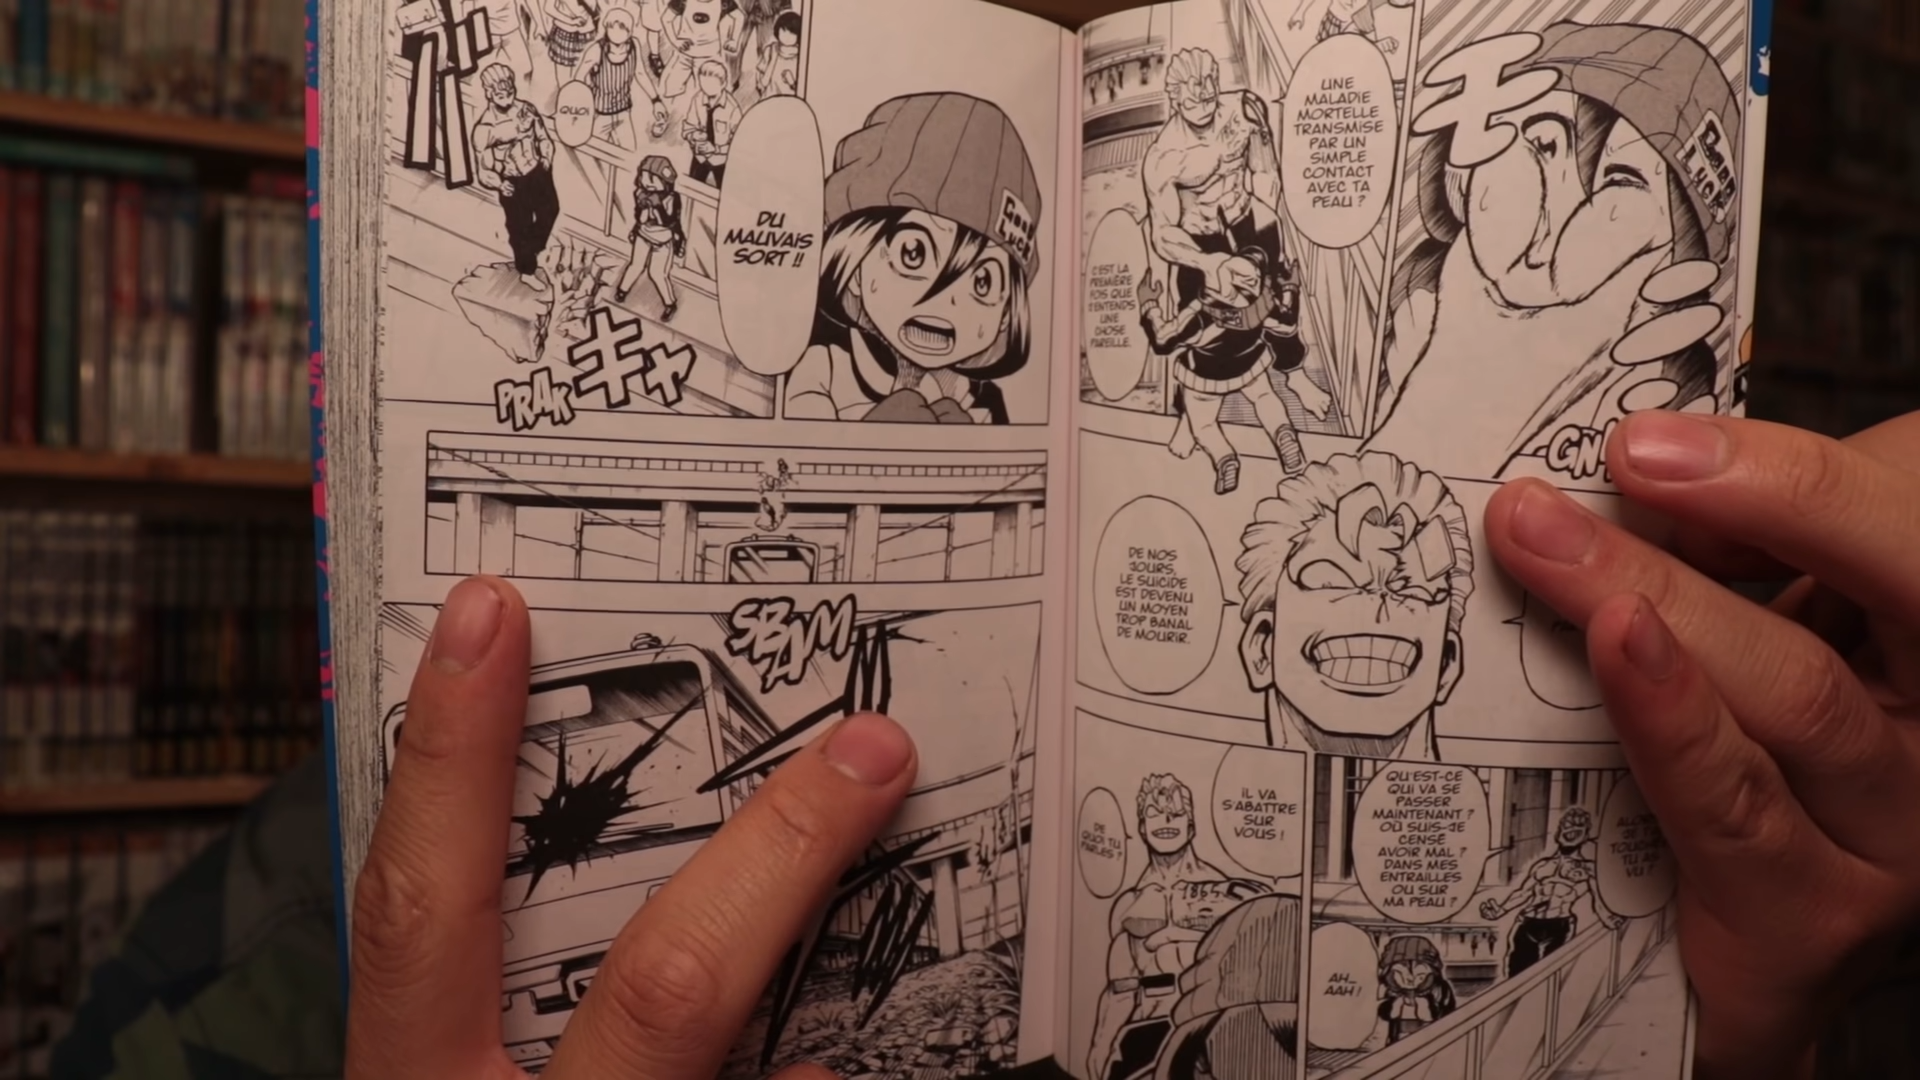 UNE
MALADIE
MORTELLE
TRANSMISE
PAR UN
SIMPLE
CONTACT
AVEC TA
PEAU ?
C'EST LA
PREMIÈRE
FOIS QUE
J'ENTENDS
UNE
CHOSE
PAREILLE.
DE NOS
JOURS,
LE SUICIDE
EST DEVENU
UN MOYEN
TROP BANAL
DE MOURIR.
IL VA
S'ABATTRE
SUR
VOUS !
DE
QUOI TU
PARLES ?
1865
QU'EST-CE
QUI VA SE
PASSER
MAINTENANT ?
OÙ SUIS-JE
CENSÉ
AVOIR MAL ?
DANS MES
ENTRAILLES
OU SUR
MA PEAU ?
AH...
AAH !
QUOI
?
DU
MAUVAIS
SORT !!
GOOD
LUCK
PRAK
キャ
SBAM